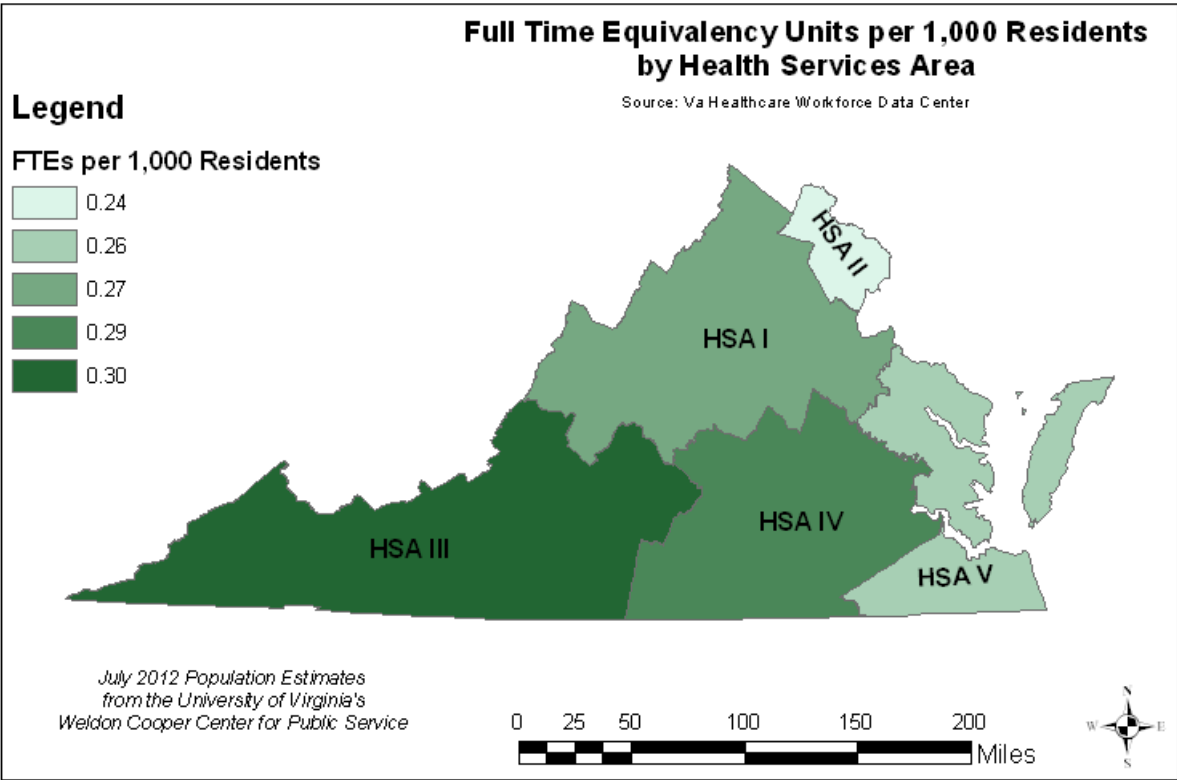 Full Time Equivalency Units per 1,000 Residents
by Health Services Area
Source: Va Healthcare Workforce Data Center
Legend
FTEs per 1,000 Residents
0.24
0.26
0.27
0.29
0.30
HSA II
HSA I
HSA IV
HSA III
HSA V
July 2012 Population Estimates
from the University of Virginia's
Weldon Cooper Center for Public Service
0 25 50 100 150 200
Miles
N
W E
S